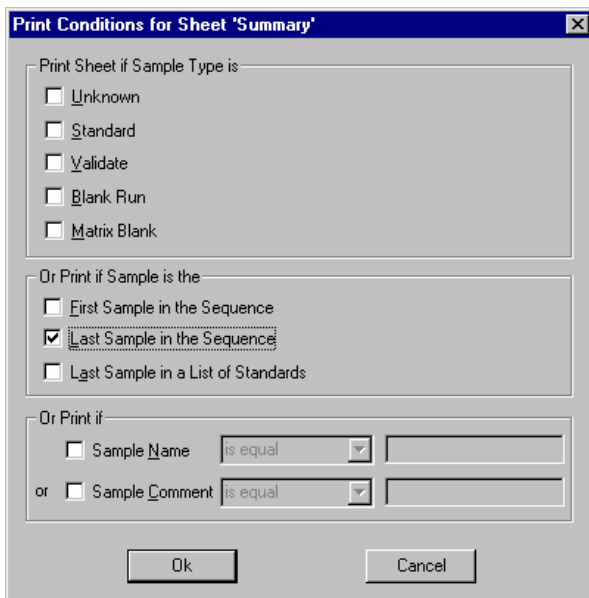 Print Conditions for Sheet 'Summary'
Print Sheet if Sample Type is
Unknown
Standard
Validate
Blank Run
Matrix Blank
Or Print if Sample is the
First Sample in the Sequence
Last Sample in the Sequence
Last Sample in a List of Standards
Or Print if
Sample Name is equal
or Sample Comment is equal
Ok Cancel